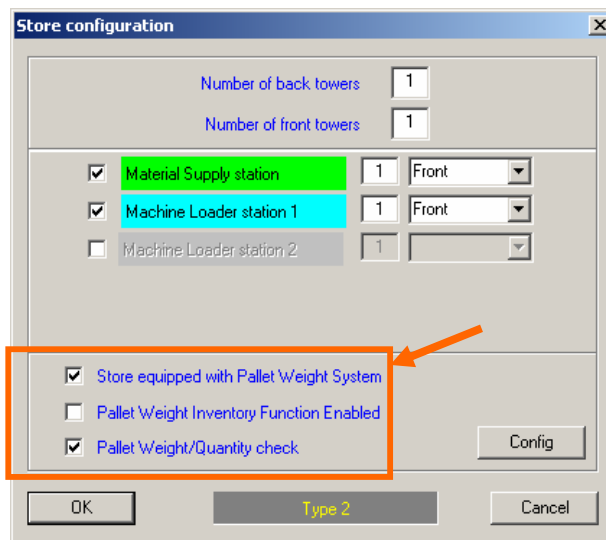 Store configuration
Number of back towers 1
Number of front towers 1
Material Supply station 1 Front
Machine Loader station 1 1 Front
Machine Loader station 2 1
Store equipped with Pallet Weight System
Pallet Weight Inventory Function Enabled
Pallet Weight/Quantity check
Config
OK Type 2 Cancel